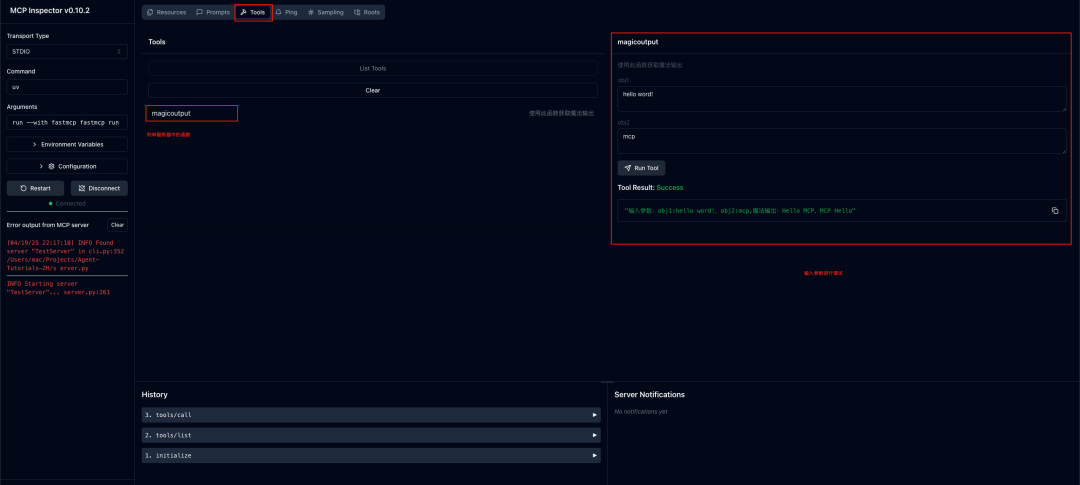 MCP Inspector v0.10.2
Transport Type
STDIO
Command
uv
Arguments
run --with fastmcp fastmcp run
Environment Variables
Configuration
Restart
Disconnect
Connected
Error output from MCP server
Clear
[04/19/25 22:17:10] INFO Found
server "TestServer" in cli.py:352
/Users/mac/Projects/Agent-
Tutorials-ZH/s erver.py
INFO Starting server
"TestServer"... server.py:261
Resources
Prompts
Tools
Ping
Sampling
Roots
Tools
List Tools
Clear
magicoutput
使用此函数获取魔法输出
列举服务器中的函数
magicoutput
使用此函数获取魔法输出
obj1
hello word!
obj2
mcp
Run Tool
Tool Result: Success
"输入参数：obj1:hello word!，obj2:mcp,魔法输出：Hello MCP，MCP Hello"
输入参数进行调试
History
3. tools/call
2. tools/list
1. initialize
Server Notifications
No notifications yet